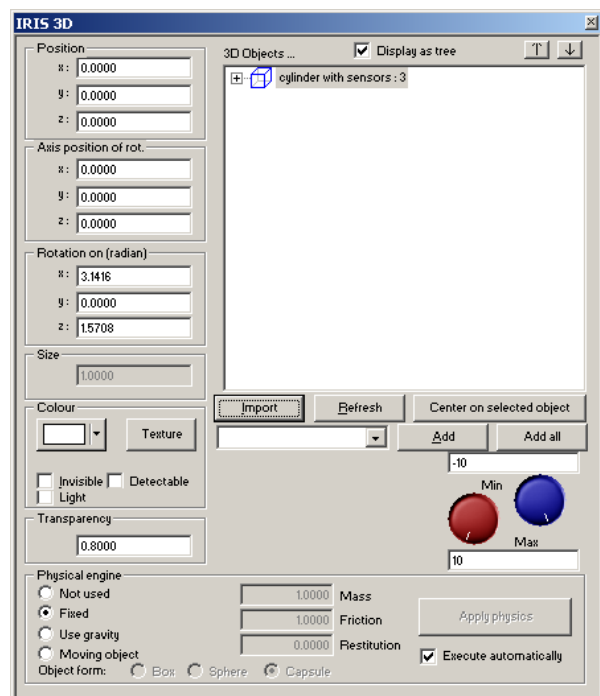 IRIS 3D
Position
x: 0.0000
y: 0.0000
z: 0.0000
Axis position of rot.
x: 0.0000
y: 0.0000
z: 0.0000
Rotation on (radian)
x: 3.1416
y: 0.0000
z: 1.5708
Size
1.0000
Colour
Texture
Invisible Detectable
Light
Transparency
0.8000
3D Objects ... Display as tree
cylinder with sensors : 3
Import Refresh Center on selected object
Add Add all
-10
Min
Max
10
Physical engine
Not used
Fixed
Use gravity
Moving object
1.0000 Mass
1.0000 Friction
0.0000 Restitution
Apply physics
Execute automatically
Object form: Box Sphere Capsule